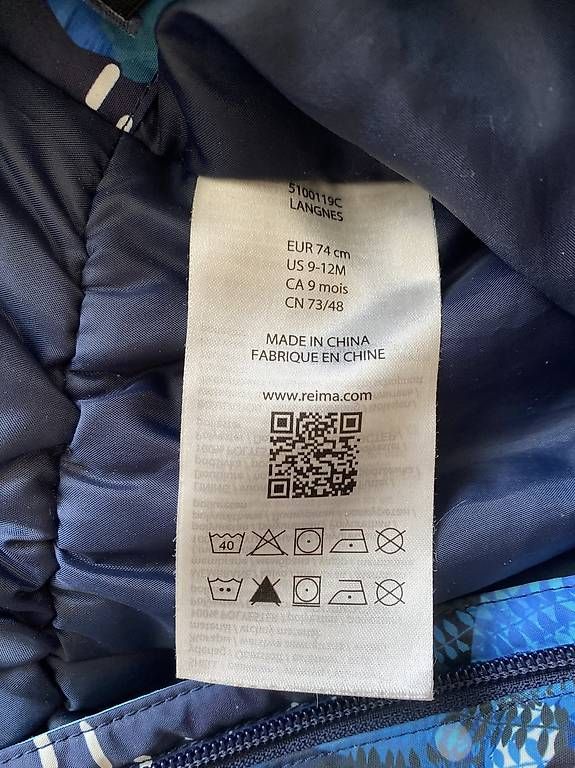 5100119C
LANGNES
EUR 74 cm
US 9-12M
CA 9 mois
CN 73/48
MADE IN CHINA
FABRIQUE EN CHINE
www.reima.com
40